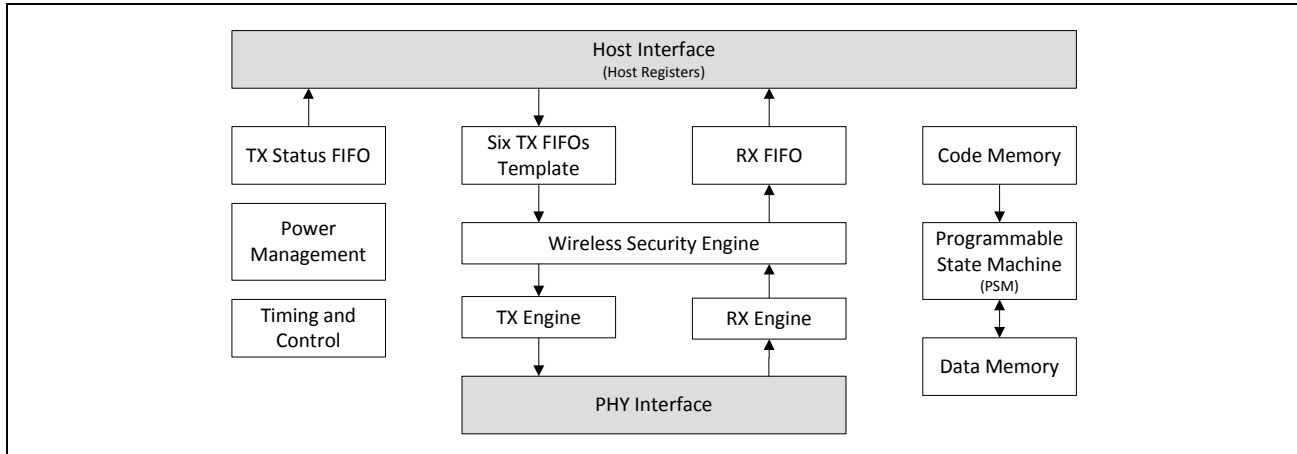 Host Interface
(Host Registers)
TX Status FIFO
Six TX FIFOs
Template
RX FIFO
Code Memory
Power
Management
Wireless Security Engine
Programmable
State Machine
(PSM)
Timing and
Control
TX Engine
RX Engine
Data Memory
PHY Interface